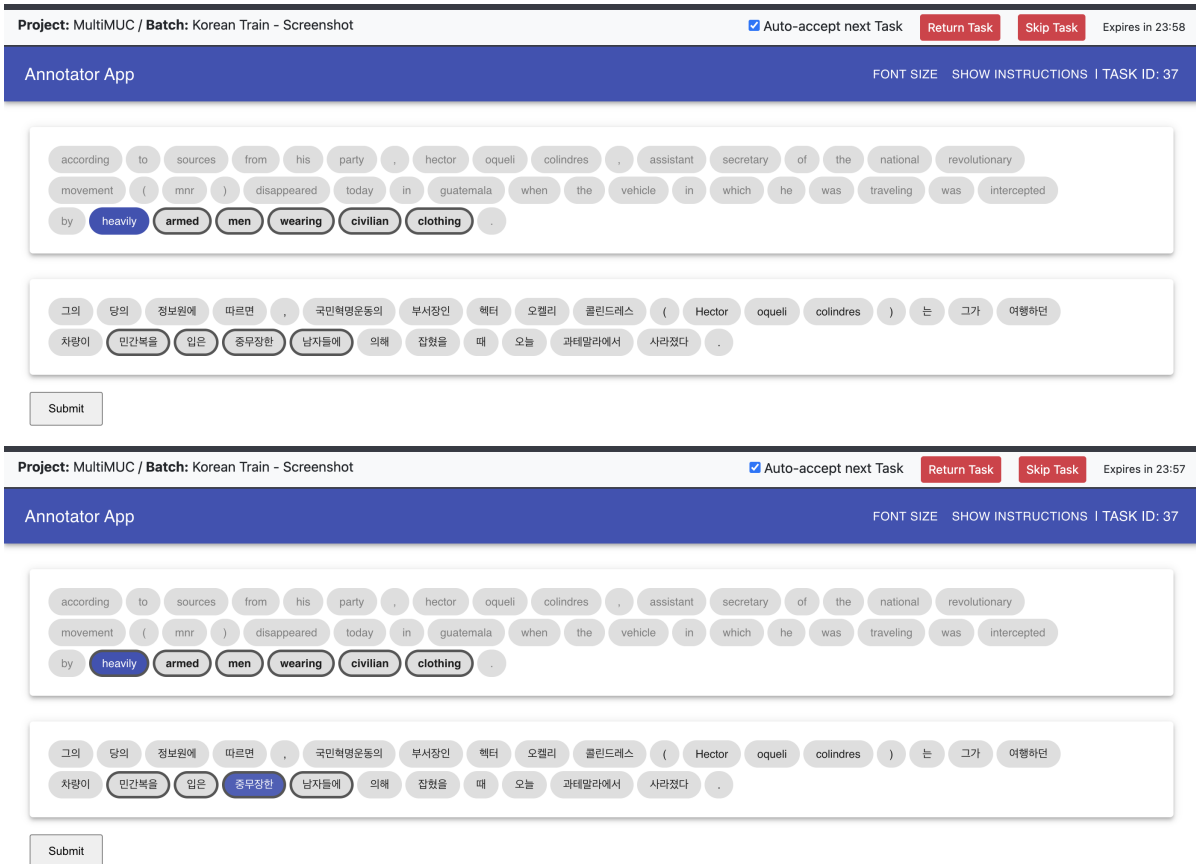 Project: MultiMUC / Batch: Korean Train - Screenshot Auto-accept next Task Return Task Skip Task Expires in 23:58
Annotator App FONT SIZE SHOW INSTRUCTIONS | TASK ID: 37
according to sources from his party , hector oqueli colindres , assistant secretary of the national revolutionary
movement ( mnr ) disappeared today in guatemala when the vehicle in which he was traveling was intercepted
by heavily armed men wearing civilian clothing .
그의 당의 정보원에 따르면 , 국민혁명운동의 부서장인 헥터 오켈리 콜린드레스 ( Hector oqueli colindres ) 는 그가 여행하던
차량이 민간복을 입은 중무장한 남자들에 의해 잡혔을 때 오늘 과테말라에서 사라졌다 .
Submit
Project: MultiMUC / Batch: Korean Train - Screenshot Auto-accept next Task Return Task Skip Task Expires in 23:57
Annotator App FONT SIZE SHOW INSTRUCTIONS | TASK ID: 37
according to sources from his party , hector oqueli colindres , assistant secretary of the national revolutionary
movement ( mnr ) disappeared today in guatemala when the vehicle in which he was traveling was intercepted
by heavily armed men wearing civilian clothing .
그의 당의 정보원에 따르면 , 국민혁명운동의 부서장인 헥터 오켈리 콜린드레스 ( Hector oqueli colindres ) 는 그가 여행하던
차량이 민간복을 입은 중무장한 남자들에 의해 잡혔을 때 오늘 과테말라에서 사라졌다 .
Submit